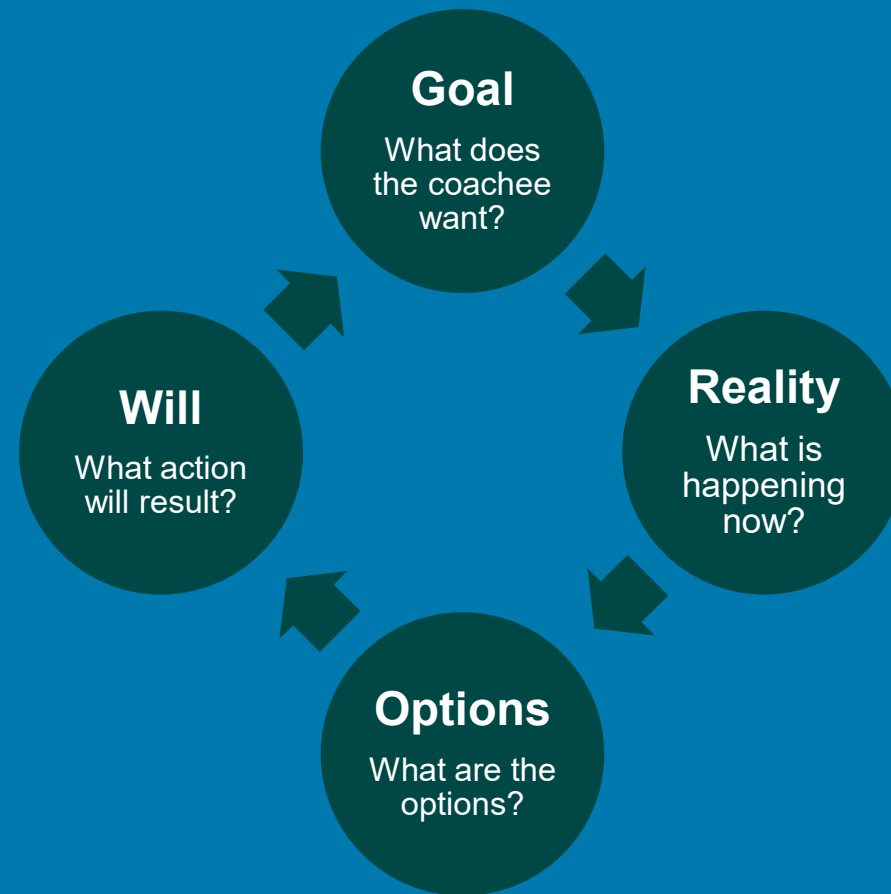 Goal
What does
the coachee
want?
Reality
What is
happening
now?
Options
What are the
options?
Will
What action
will result?